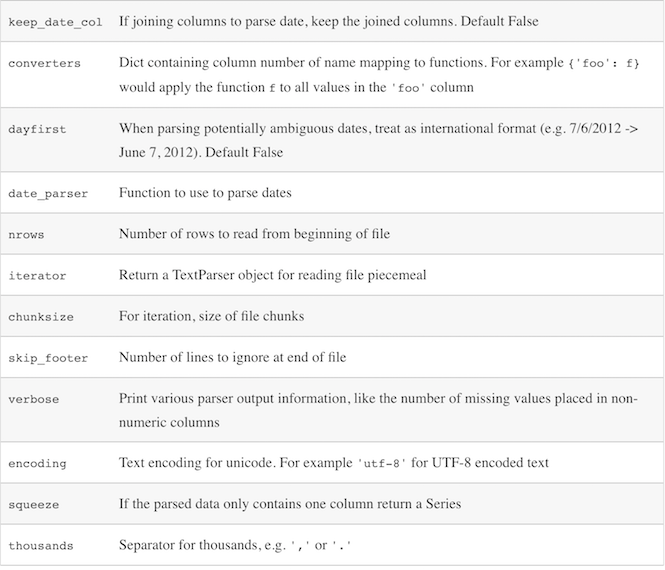 keep_date_col If joining columns to parse date, keep the joined columns. Default False
converters Dict containing column number of name mapping to functions. For example {'foo': f}
would apply the function f to all values in the 'foo' column
dayfirst When parsing potentially ambiguous dates, treat as international format (e.g. 7/6/2012 ->
June 7, 2012). Default False
date_parser Function to use to parse dates
nrows Number of rows to read from beginning of file
iterator Return a TextParser object for reading file piecemeal
chunksize For iteration, size of file chunks
skip_footer Number of lines to ignore at end of file
verbose Print various parser output information, like the number of missing values placed in non-
numeric columns
encoding Text encoding for unicode. For example 'utf-8' for UTF-8 encoded text
squeeze If the parsed data only contains one column return a Series
thousands Separator for thousands, e.g. ',' or '.'